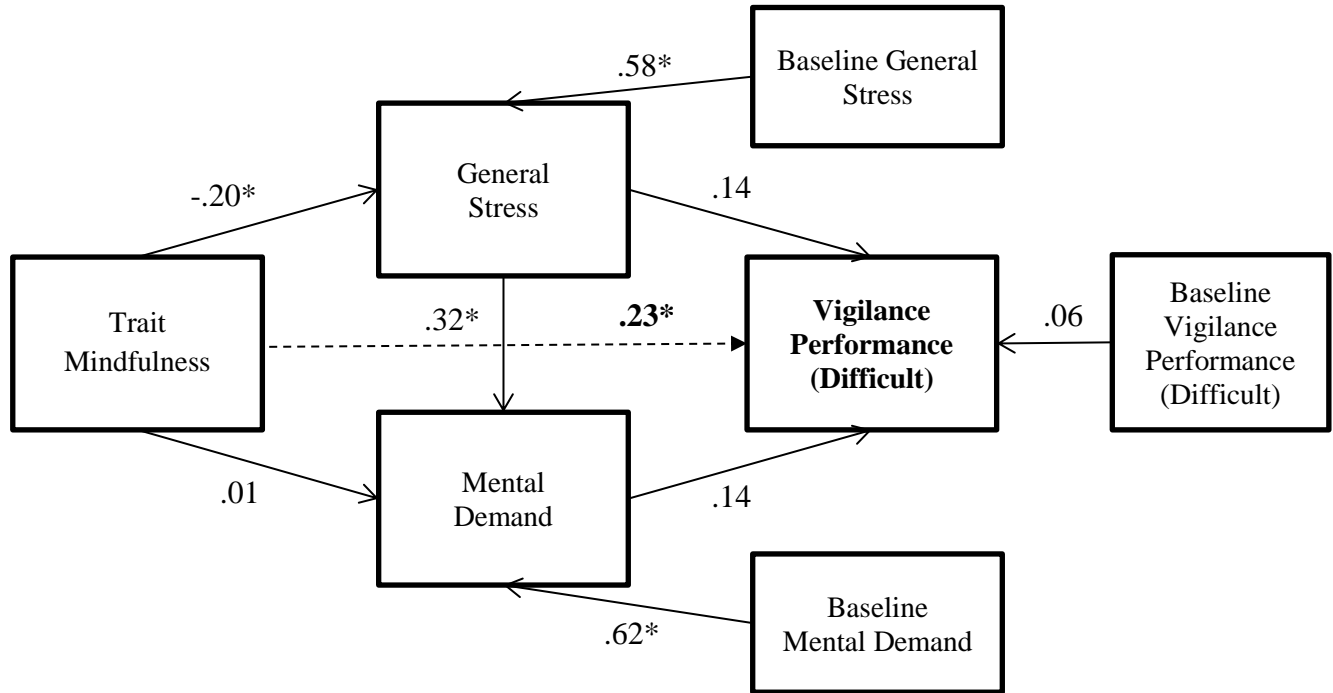 Baseline General
Stress
.58*
General
Stress
-.20*
.14
Trait
Mindfulness
.32*
.23*
Vigilance
Performance
(Difficult)
.06
Baseline
Vigilance
Performance
(Difficult)
.01
Mental
Demand
.14
.62*
Baseline
Mental Demand